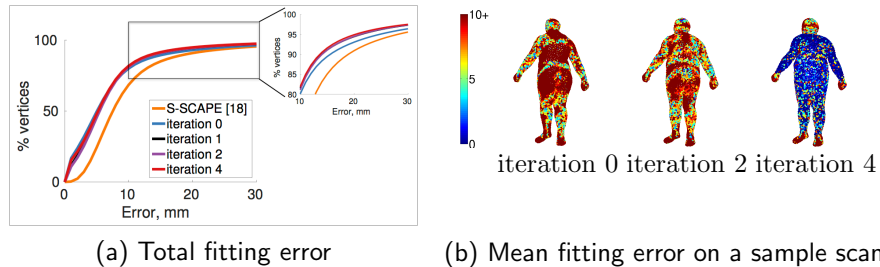 100
50
0
% vertices
0
10
20
30
Error, mm
S-SCAPE [18]
iteration 0
iteration 1
iteration 2
iteration 4
100
95
90
85
80
% vertices
10
15
20
25
30
Error, mm
(a) Total fitting error
10+
5
0
iteration 0 iteration 2 iteration 4
(b) Mean fitting error on a sample scan